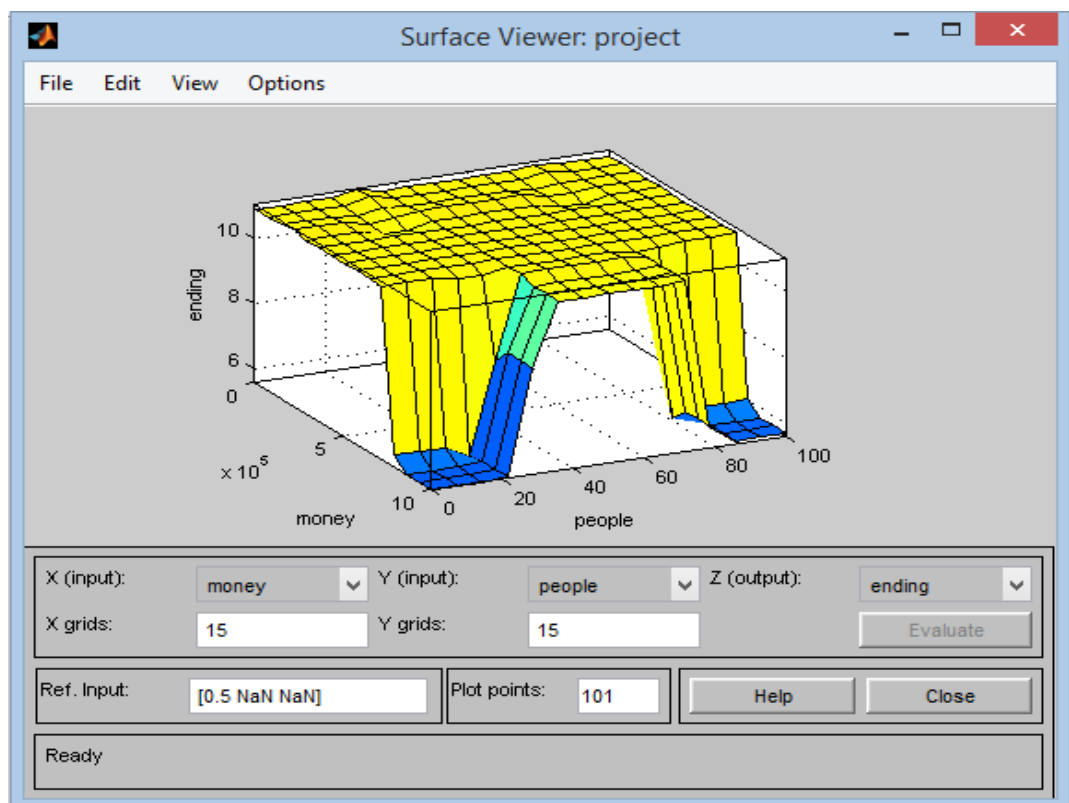 Surface Viewer: project
File Edit View Options
10
8
6
ending
0
5
10
x 10^5
money
0
20
40
60
80
100
people
X (input): money Y (input): people Z (output): ending
X grids: 15 Y grids: 15 Evaluate
Ref. Input: [0.5 NaN NaN] Plot points: 101 Help Close
Ready